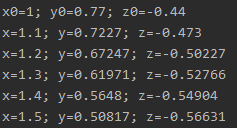 x0=1; y0=0.77; z0=-0.44
x=1.1; y=0.7227; z=-0.473
x=1.2; y=0.67247; z=-0.50227
x=1.3; y=0.61971; z=-0.52766
x=1.4; y=0.5648; z=-0.54904
x=1.5; y=0.50817; z=-0.56631